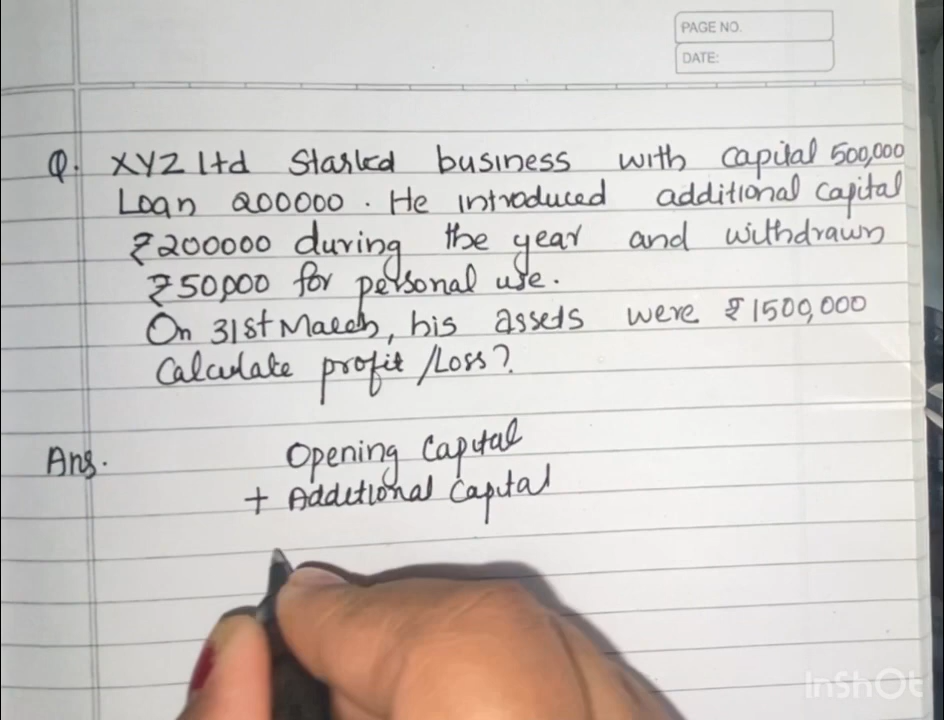 PAGE NO.
DATE:
Q. XYZ Ltd Started business with capital 500,000
Loan 200000. He introduced additional capital
₹200000 during the year and withdrawn
₹50,000 for personal use.
On 31st March, his assets were ₹1500,000
Calculate profit /Loss?
Ans. Opening Capital
+ Additional Capital
InShOt